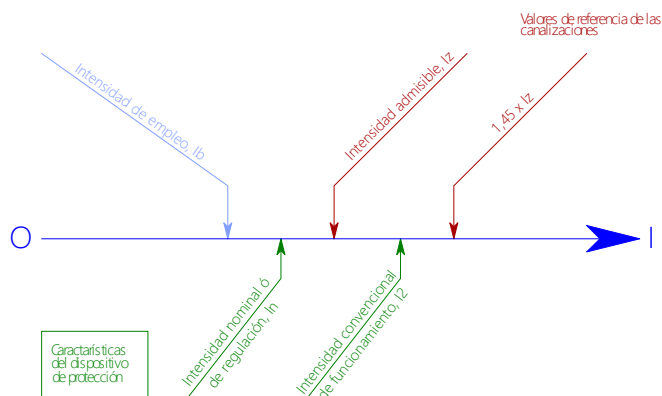 Valores de referencia de las
canalizaciones
Intensidad de empleo, Ib
Intensidad admisible, Iz
1,45 x Iz
O
I
Intensidad nominal ó
de regulación, In
Intensidad convencional
de funcionamiento, I2
Caractarísticas
del dispositivo
de protección